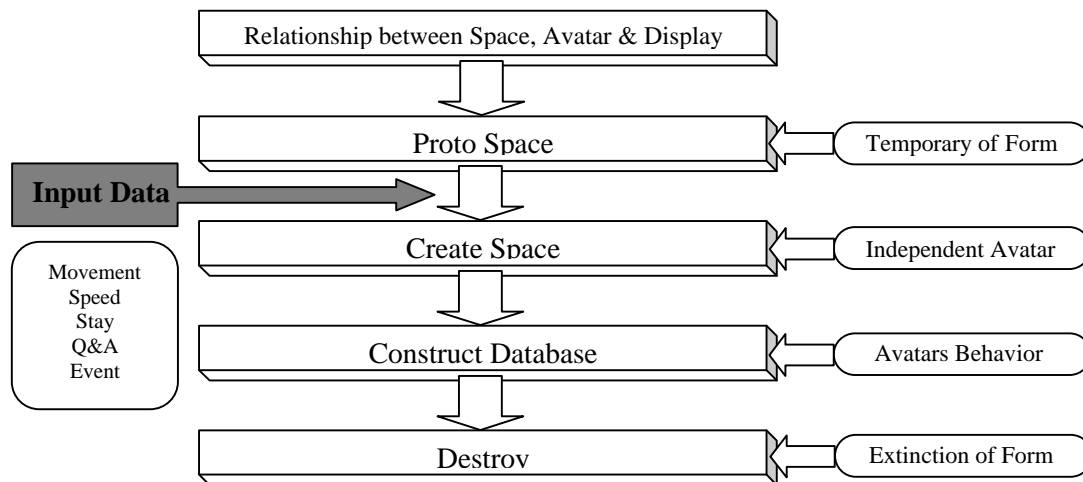 Relationship between Space, Avatar & Display
Proto Space
Temporary of Form
Input Data
Create Space
Independent Avatar
Movement
Speed
Stay
Q&A
Event
Construct Database
Avatars Behavior
Destroy
Extinction of Form